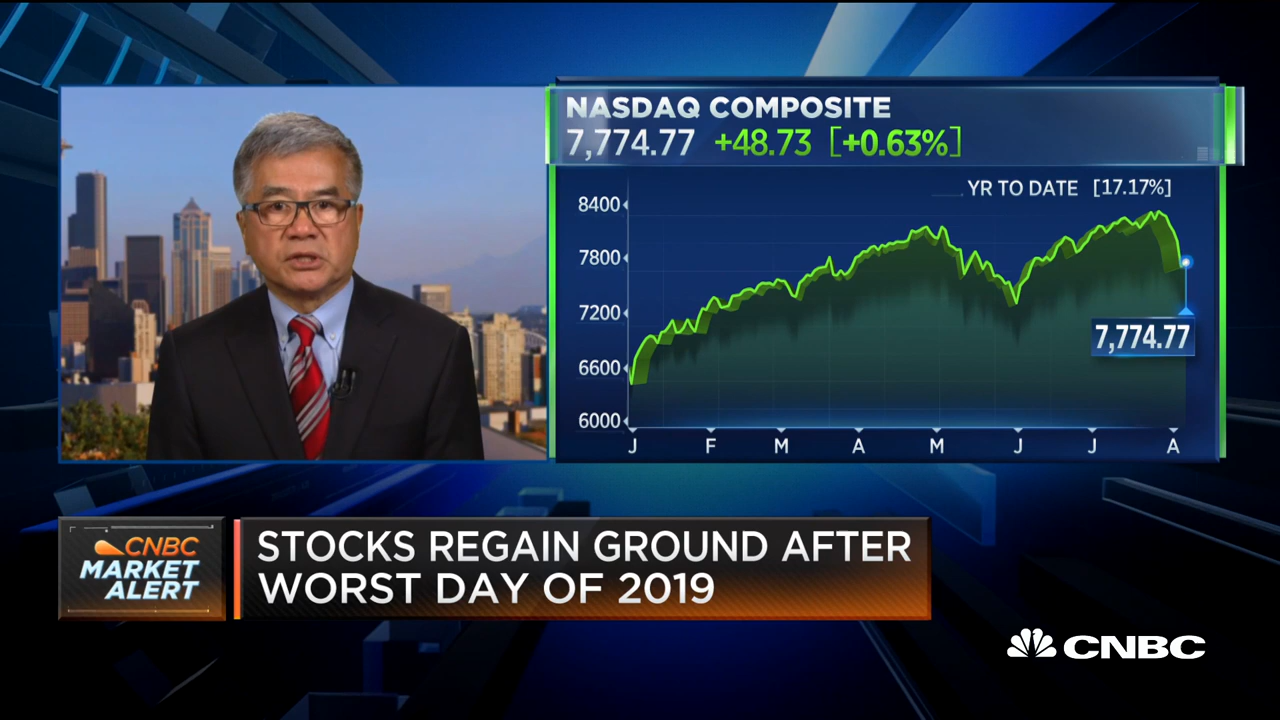 NASDAQ COMPOSITE
7,774.77 +48.73 [+0.63%]
YR TO DATE [17.17%]
8400
7800
7200
6600
6000
7,774.77
J F M A M J J A
CNBC
MARKET
ALERT
STOCKS REGAIN GROUND AFTER
WORST DAY OF 2019
CNBC